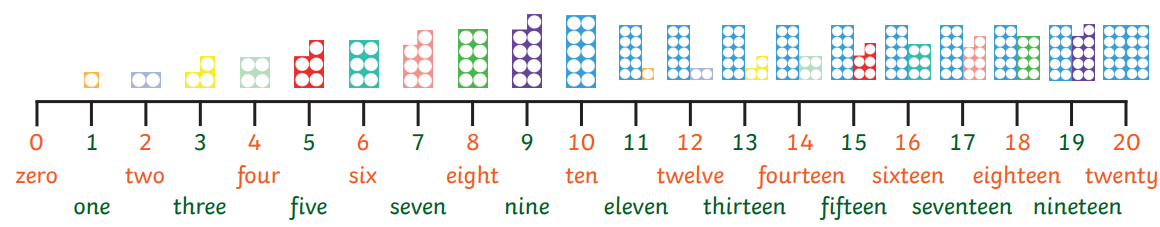 0 1 2 3 4 5 6 7 8 9 10 11 12 13 14 15 16 17 18 19 20
zero two four six eight ten twelve fourteen sixteen eighteen twenty
one three five seven nine eleven thirteen fifteen seventeen nineteen